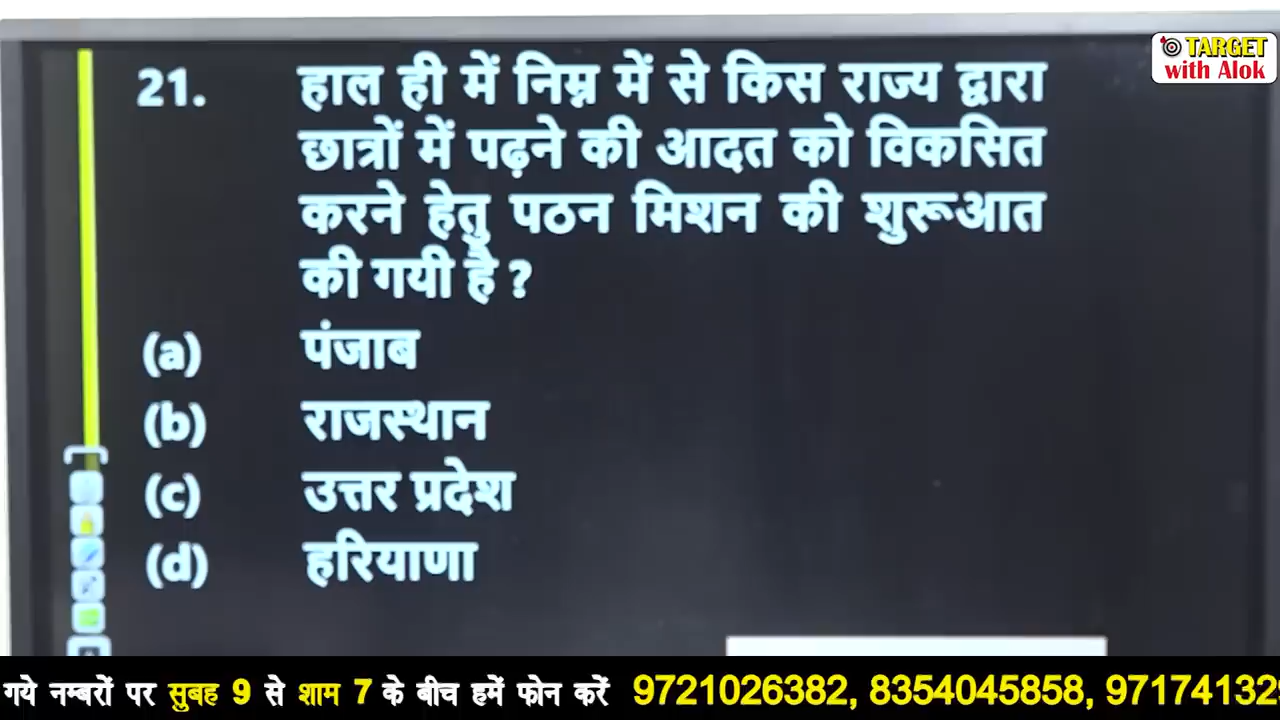 TARGET
with Alok
21. हाल ही में निम्न में से किस राज्य द्वारा
छात्रों में पढ़ने की आदत को विकसित
करने हेतु पठन मिशन की शुरूआत
की गयी है ?
(a) पंजाब
(b) राजस्थान
(c) उत्तर प्रदेश
(d) हरियाणा
गये नम्बरों पर सुबह 9 से शाम 7 के बीच हमें फोन करें 9721026382, 8354045858, 971741329